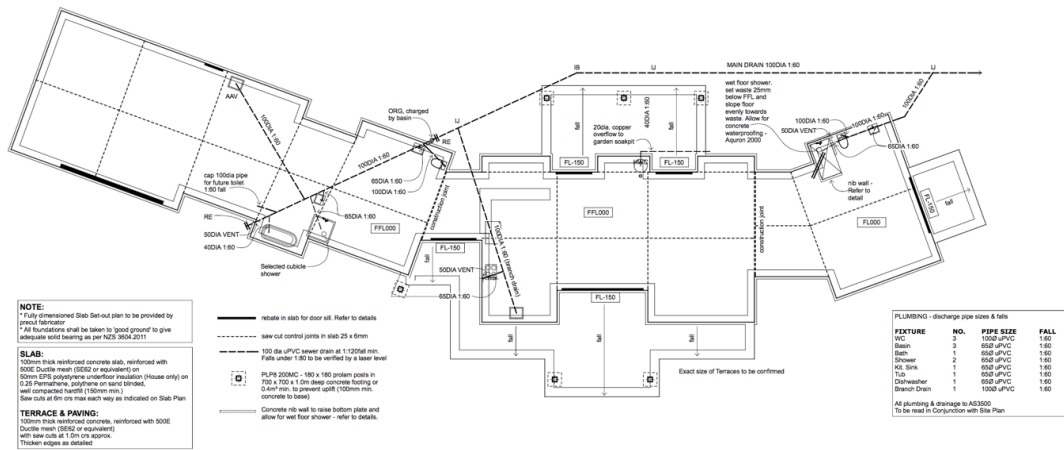 IB
IJ
MAIN DRAIN 100DIA 1:60
IJ
AAV
ORG, charged
by basin
IJ
RE
100DIA 1:60
100DIA 1:60
65DIA 1:60
100DIA 1:60
cap 100dia pipe
for future toilet
1:60 fall
RE
50DIA VENT
40DIA 1:60
65DIA 1:60
FFL000
Selected cubicle
shower
construction joint
FL-150
fall
50DIA VENT
65DIA 1:60
100DIA 1:60 (branch drain)
fall
fall
20dia. copper
overflow to
garden soakpit
40DIA 1:60
fall
FL-150
HWC
FL-150
FFL000
FL-150
fall
fall
fall
construction joint
wet floor shower,
set waste 25mm
below FFL and
slope floor
evenly towards
waste. Allow for
concrete
waterproofing -
Aquron 2000
100DIA 1:60
50DIA VENT
100DIA 1:60
100DIA 1:60
65DIA 1:60
nib wall -
Refer to
detail
FL000
FL-150
fall
Exact size of Terraces to be confirmed
NOTE:
* Fully dimensioned Slab Set-out plan to be provided by
precut fabricator
* All foundations shall be taken to 'good ground' to give
adequate solid bearing as per NZS 3604.2011
SLAB:
100mm thick reinforced concrete slab, reinforced with
500E Ductile mesh (SE62 or equivalent) on
50mm EPS polystyrene underfloor insulation (House only) on
0.25 Permathene, polythene on sand blinded,
well compacted hardfill (150mm min.)
Saw cuts at 6m crs max each way as indicated on Slab Plan
TERRACE & PAVING:
100mm thick reinforced concrete, reinforced with 500E
Ductile mesh (SE62 or equivalent)
with saw cuts at 1.0m crs approx.
Thicken edges as detailed
rebate in slab for door sill. Refer to details
saw cut control joints in slab 25 x 6mm
100 dia uPVC sewer drain at 1:120fall min.
Falls under 1:80 to be verified by a laser level
PLP8 200MC - 180 x 180 prolam posts in
700 x 700 x 1.0m deep concrete footing or
0.4m³ min. to prevent uplift (100mm min.
concrete to base)
Concrete nib wall to raise bottom plate and
allow for wet floor shower - refer to details.
PLUMBING - discharge pipe sizes & falls
FIXTURE NO. PIPE SIZE FALL
WC 3 100Ø uPVC 1:60
Basin 3 65Ø uPVC 1:60
Bath 1 65Ø uPVC 1:60
Shower 2 65Ø uPVC 1:60
Kit. Sink 1 65Ø uPVC 1:60
Tub 1 65Ø uPVC 1:60
Dishwasher 1 65Ø uPVC 1:60
Branch Drain 1 100Ø uPVC 1:60
All plumbing & drainage to AS3500
To be read in Conjunction with Site Plan